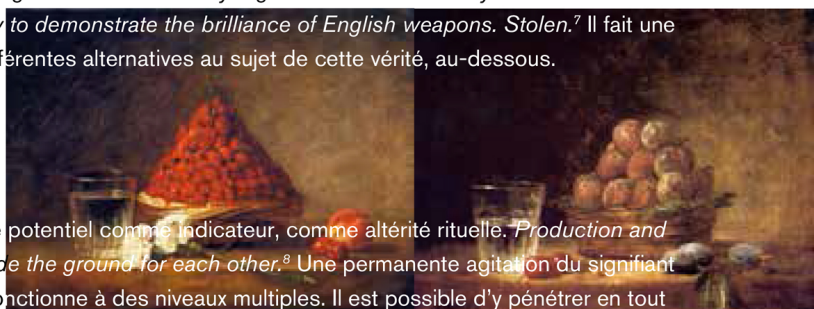 to demonstrate the brilliance of English weapons. Stolen.⁷ Il fait une
férentes alternatives au sujet de cette vérité, au-dessous.
potentiel comme indicateur, comme altérité rituelle. Production and
the ground for each other.⁸ Une permanente agitation du signifiant
onctionne à des niveaux multiples. Il est possible d'y pénétrer en tout